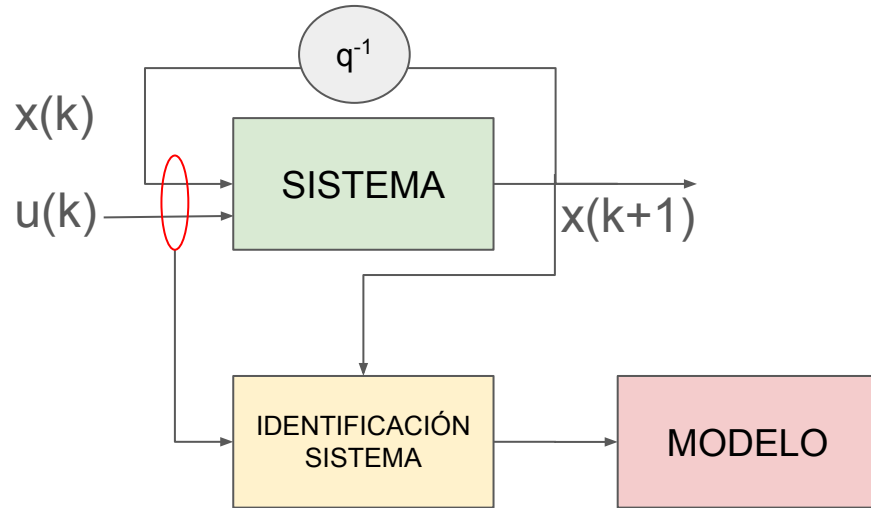 q⁻¹
x(k)
SISTEMA
u(k)
x(k+1)
IDENTIFICACIÓN
SISTEMA
MODELO